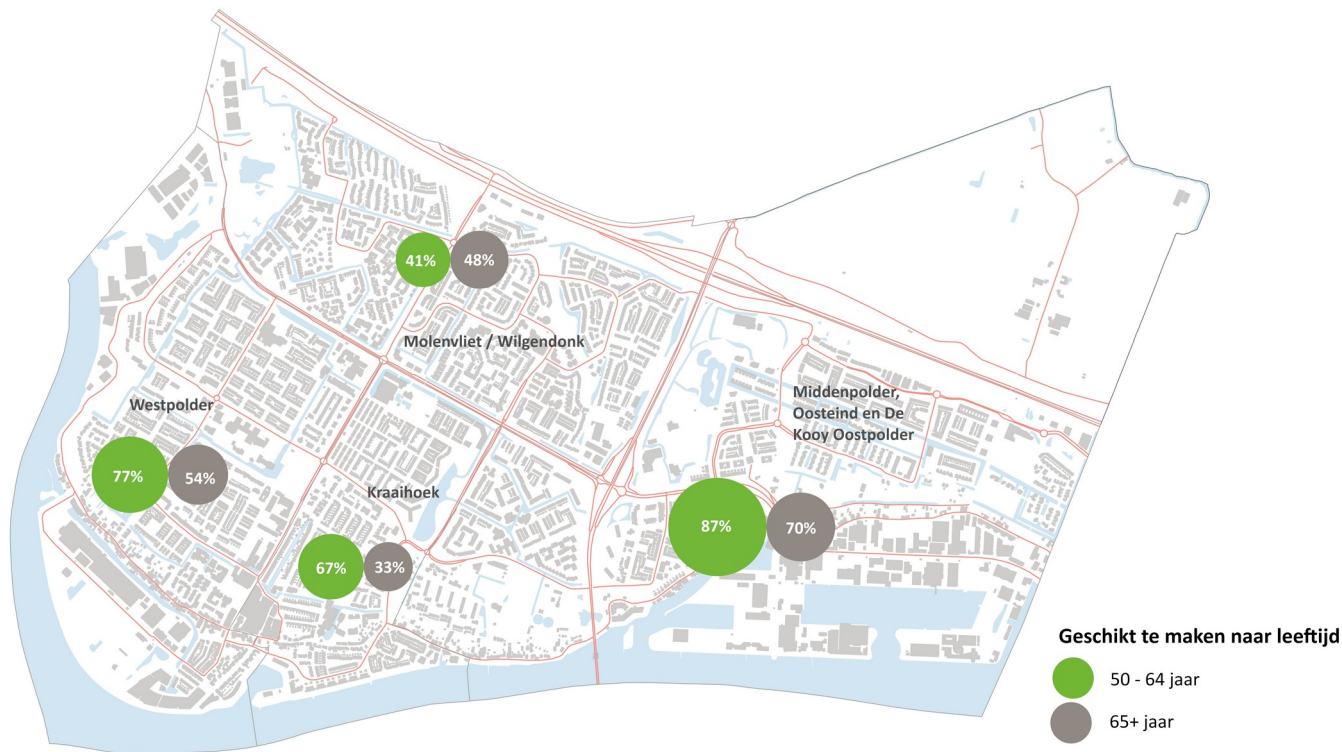 41%
48%
Molenvliet / Wilgendonk
Middenpolder,
Oosteind en De
Kooy Oostpolder
Westpolder
77%
54%
Kraaihoek
87%
70%
67%
33%
Geschikt te maken naar leeftijd
50 - 64 jaar
65+ jaar